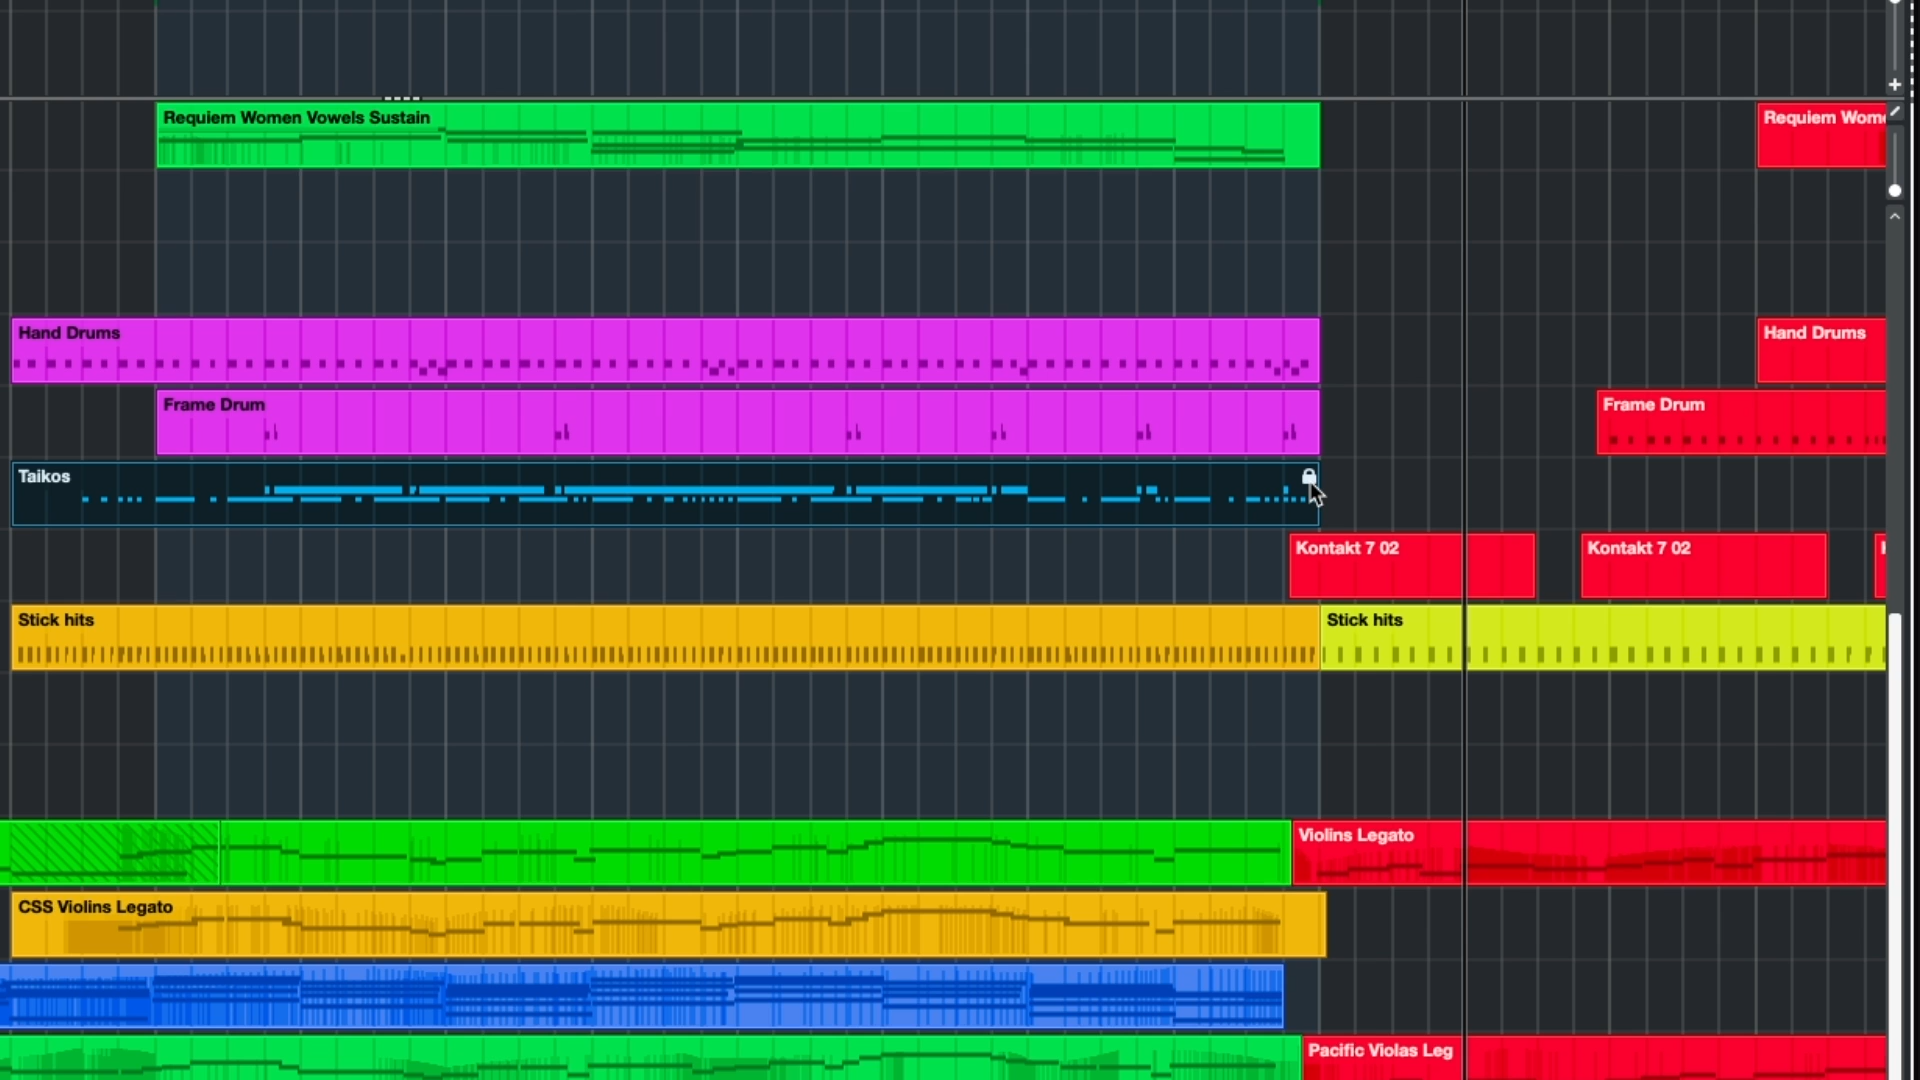 Requiem Women Vowels Sustain
Requiem Wome
Hand Drums
Hand Drums
Frame Drum
Frame Drum
Taikos
Kontakt 7 02
Kontakt 7 02
Stick hits
Stick hits
Violins Legato
CSS Violins Legato
Pacific Violas Leg